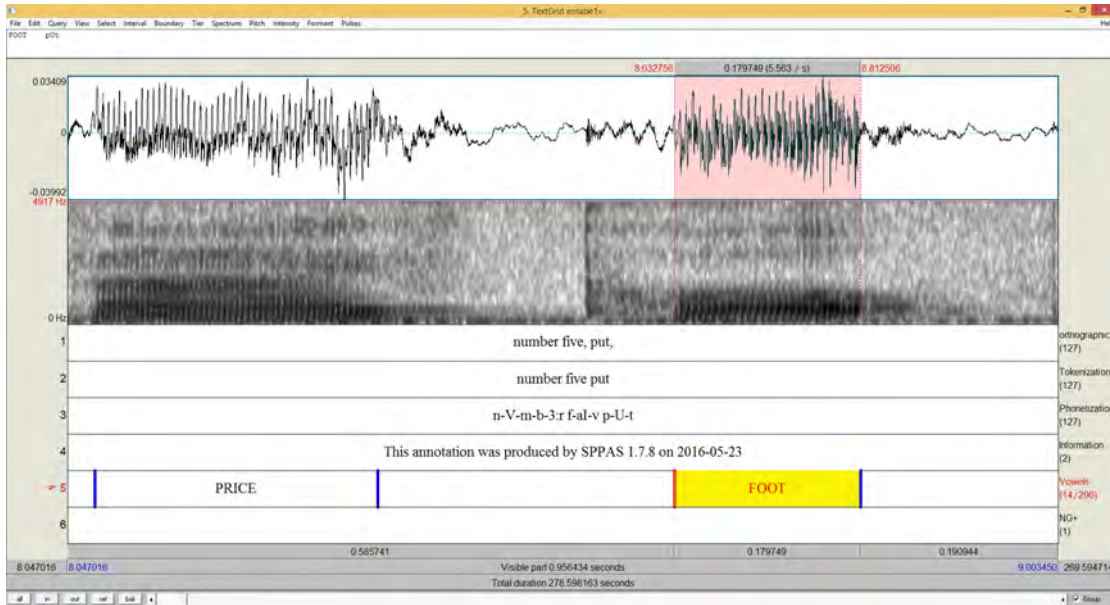 5. TextGrid emabe1v-
File Edit Query View Select Interval Boundary Tier Spectrum Pitch Intensity Formant Pulses Hel
FOOT pUt
8.632756 0.179749 (5.563 / s) 8.812506
0.03409
0
-0.03992
4917 Hz
0 Hz
1 number five, put, orthographic (127)
2 number five put Tokenization (127)
3 n-V-m-b-3:r f-aI-v p-U-t Phonetization (127)
4 This annotation was produced by SPPAS 1.7.8 on 2016-05-23 Information (2)
5 PRICE FOOT Vowels (14/296)
6 NG+ (1)
0.585741 0.179749 0.190944
8.047016 8.047016 Visible part 0.956434 seconds 9.003450 269.594714
Total duration 278.598163 seconds
all in out sel bak Group